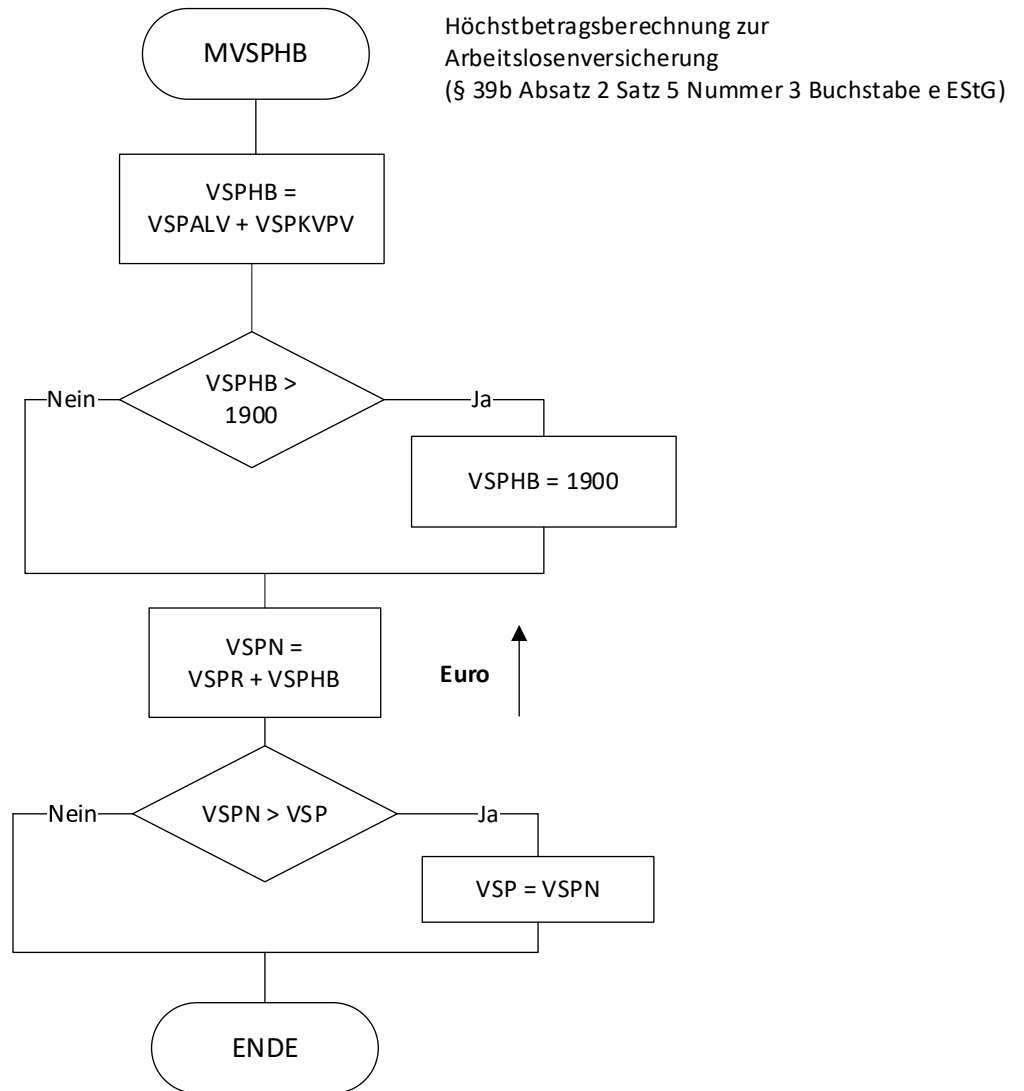 MVSPHB
Höchstbetragsberechnung zur
Arbeitslosenversicherung
(§ 39b Absatz 2 Satz 5 Nummer 3 Buchstabe e EStG)
VSPHB =
VSPALV + VSPKVPV
Nein
VSPHB >
1900
Ja
VSPHB = 1900
VSPN =
VSPR + VSPHB
Euro
Nein
VSPN > VSP
Ja
VSP = VSPN
ENDE